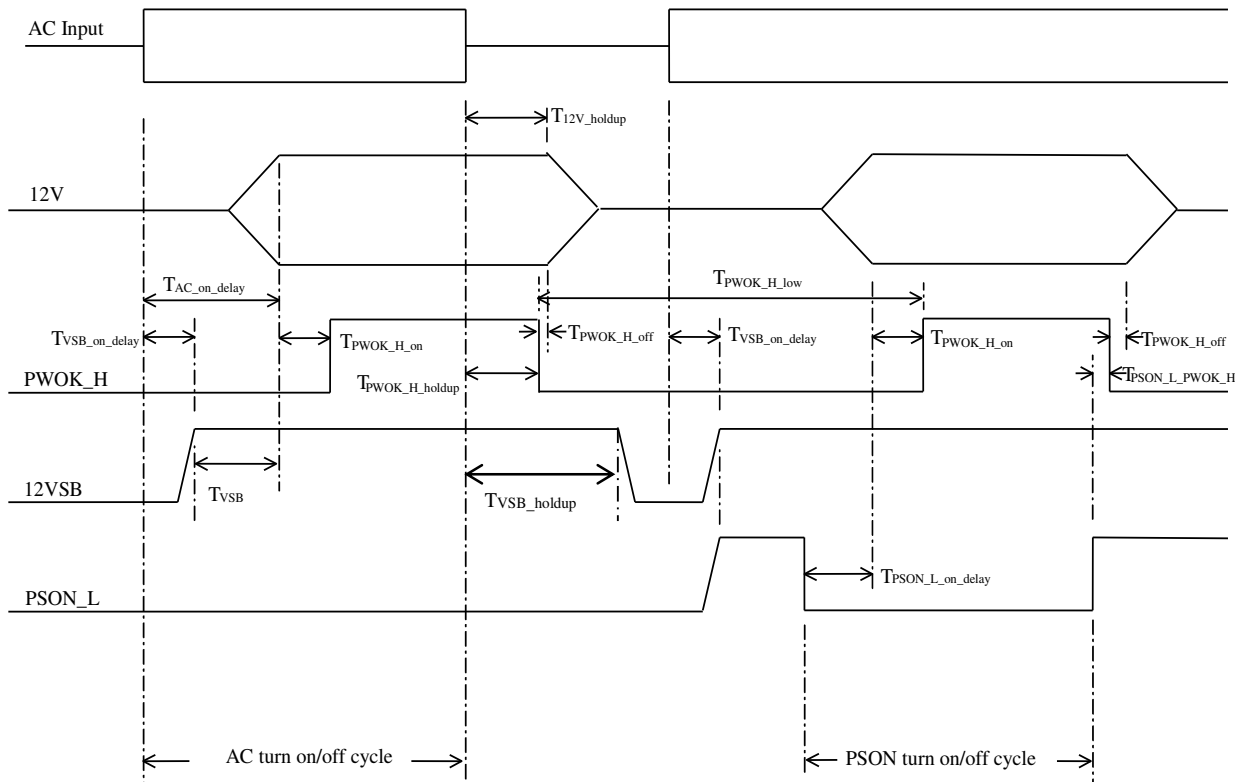 AC Input
T12V_holdup
12V
TAC_on_delay
TPWOK_H_low
TVSB_on_delay
TPWOK_H_on
TPWOK_H_off
TVSB_on_delay
TPWOK_H_on
TPWOK_H_off
PWOK_H
TPWOK_H_holdup
TPSON_L_PWOK_H
12VSB
TVSB
TVSB_holdup
TPSON_L_on_delay
PSON_L
AC turn on/off cycle
PSON turn on/off cycle